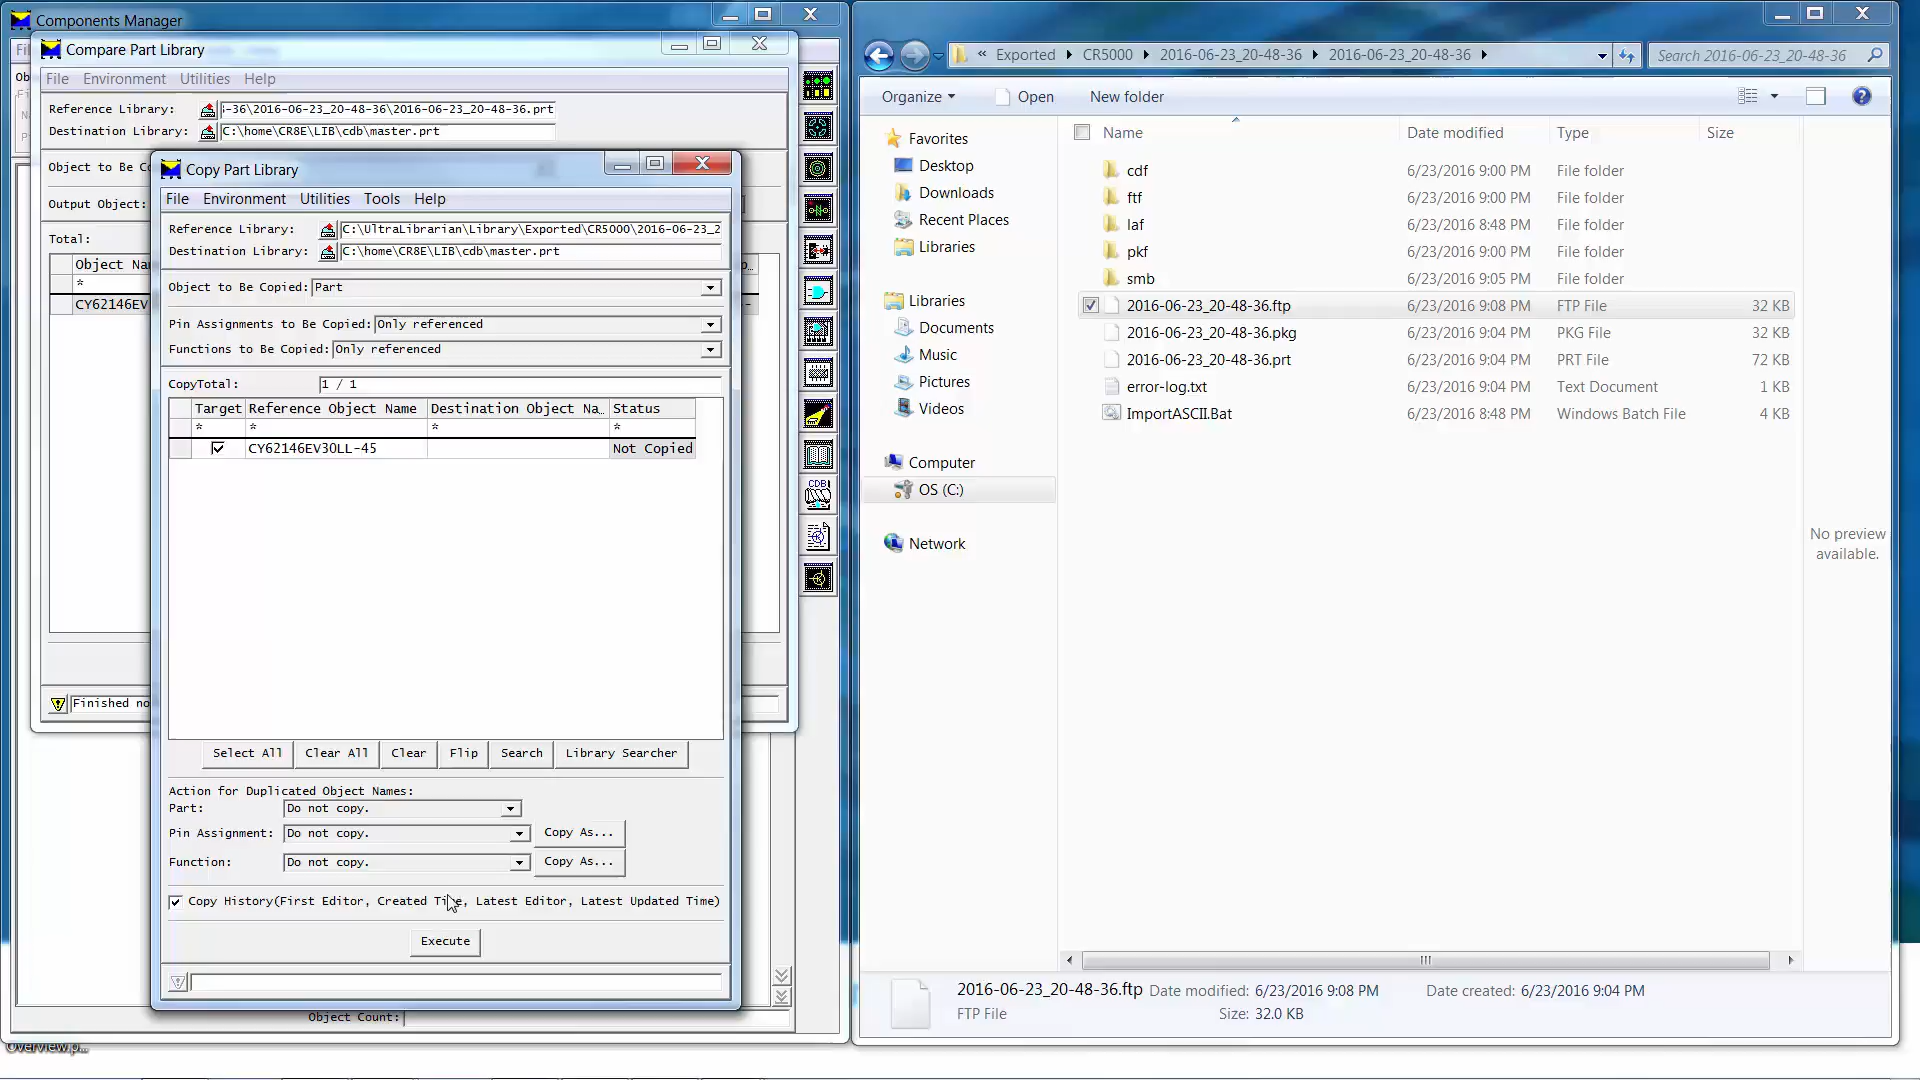 Components Manager
Compare Part Library
File Environment Utilities Help
Reference Library: -36\2016-06-23_20-48-36\2016-06-23_20-48-36.prt
Destination Library: C:\home\CR8E\LIB\cdb\master.prt
Object to Be Co
Output Object:
Total:
Object Na
*
CY62146EV
Finished no
Object Count:
Overview.p...
Copy Part Library
File Environment Utilities Tools Help
Reference Library: C:\UltraLibrarian\Library\Exported\CR5000\2016-06-23_2
Destination Library: C:\home\CR8E\LIB\cdb\master.prt
Object to Be Copied: Part
Pin Assignments to Be Copied: Only referenced
Functions to Be Copied: Only referenced
CopyTotal: 1 / 1
Target Reference Object Name Destination Object Na… Status
* * * *
CY62146EV30LL-45 Not Copied
Select All Clear All Clear Flip Search Library Searcher
Action for Duplicated Object Names:
Part: Do not copy.
Pin Assignment: Do not copy. Copy As...
Function: Do not copy. Copy As...
Copy History(First Editor, Created Time, Latest Editor, Latest Updated Time)
Execute
CDB
« Exported CR5000 2016-06-23_20-48-36 2016-06-23_20-48-36
Search 2016-06-23_20-48-36
Organize Open New folder
Favorites
Desktop
Downloads
Recent Places
Libraries
Libraries
Documents
Music
Pictures
Videos
Computer
OS (C:)
Network
Name Date modified Type Size
cdf 6/23/2016 9:00 PM File folder
ftf 6/23/2016 9:00 PM File folder
laf 6/23/2016 8:48 PM File folder
pkf 6/23/2016 9:00 PM File folder
smb 6/23/2016 9:05 PM File folder
2016-06-23_20-48-36.ftp 6/23/2016 9:08 PM FTP File 32 KB
2016-06-23_20-48-36.pkg 6/23/2016 9:04 PM PKG File 32 KB
2016-06-23_20-48-36.prt 6/23/2016 9:04 PM PRT File 72 KB
error-log.txt 6/23/2016 9:04 PM Text Document 1 KB
ImportASCII.Bat 6/23/2016 8:48 PM Windows Batch File 4 KB
No preview
available.
2016-06-23_20-48-36.ftp Date modified: 6/23/2016 9:08 PM Date created: 6/23/2016 9:04 PM
FTP File Size: 32.0 KB